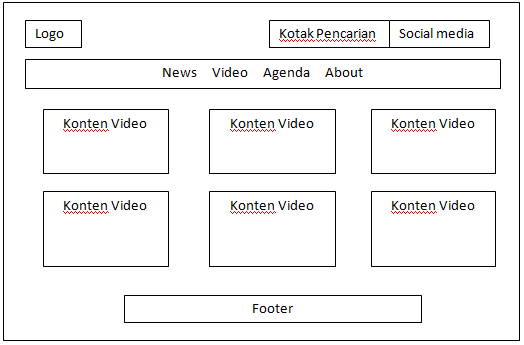 Logo Kotak Pencarian Social media
News Video Agenda About
Konten Video Konten Video Konten Video
Konten Video Konten Video Konten Video
Footer